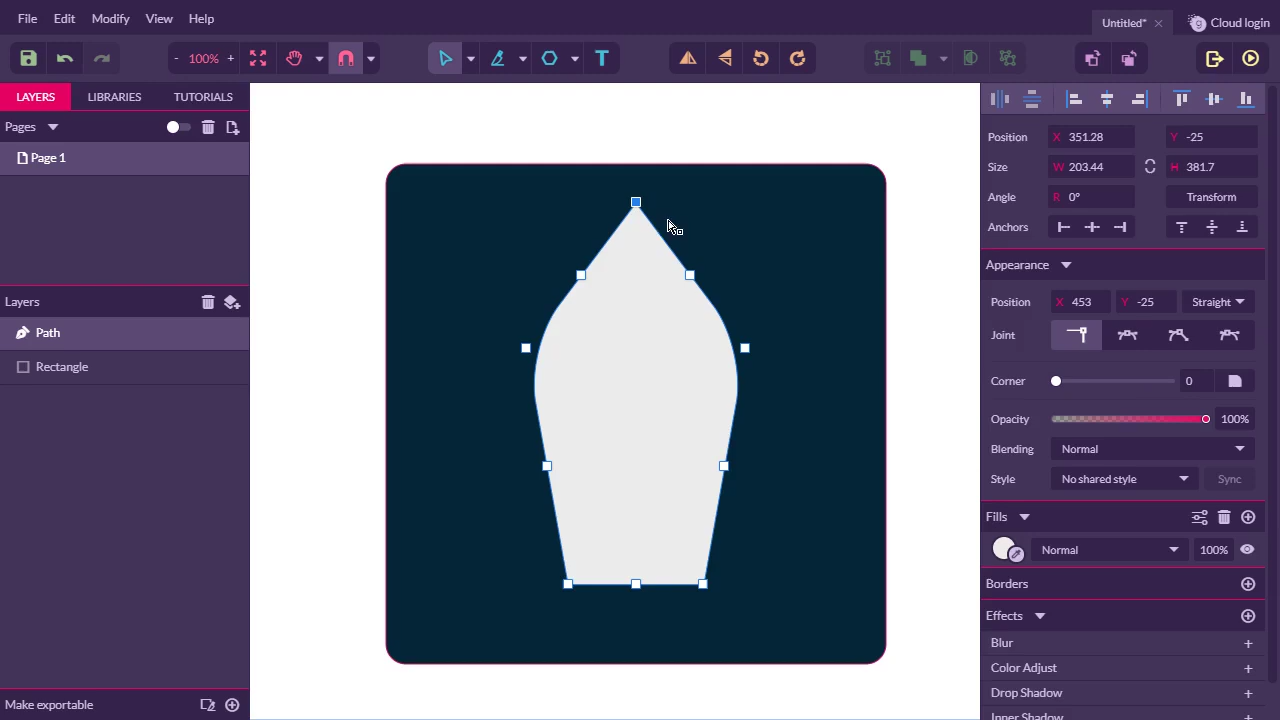 File Edit Modify View Help
Untitled*
Cloud login
- 100% +
T
LAYERS LIBRARIES TUTORIALS
Pages
Page 1
Layers
Path
Rectangle
Make exportable
Position X 351.28 Y -25
Size W 203.44 H 381.7
Angle R 0° Transform
Anchors
Appearance
Position X 453 Y -25 Straight
Joint
Corner 0
Opacity 100%
Blending Normal
Style No shared style Sync
Fills
Normal 100%
Borders
Effects
Blur +
Color Adjust +
Drop Shadow +
Inner Shadow